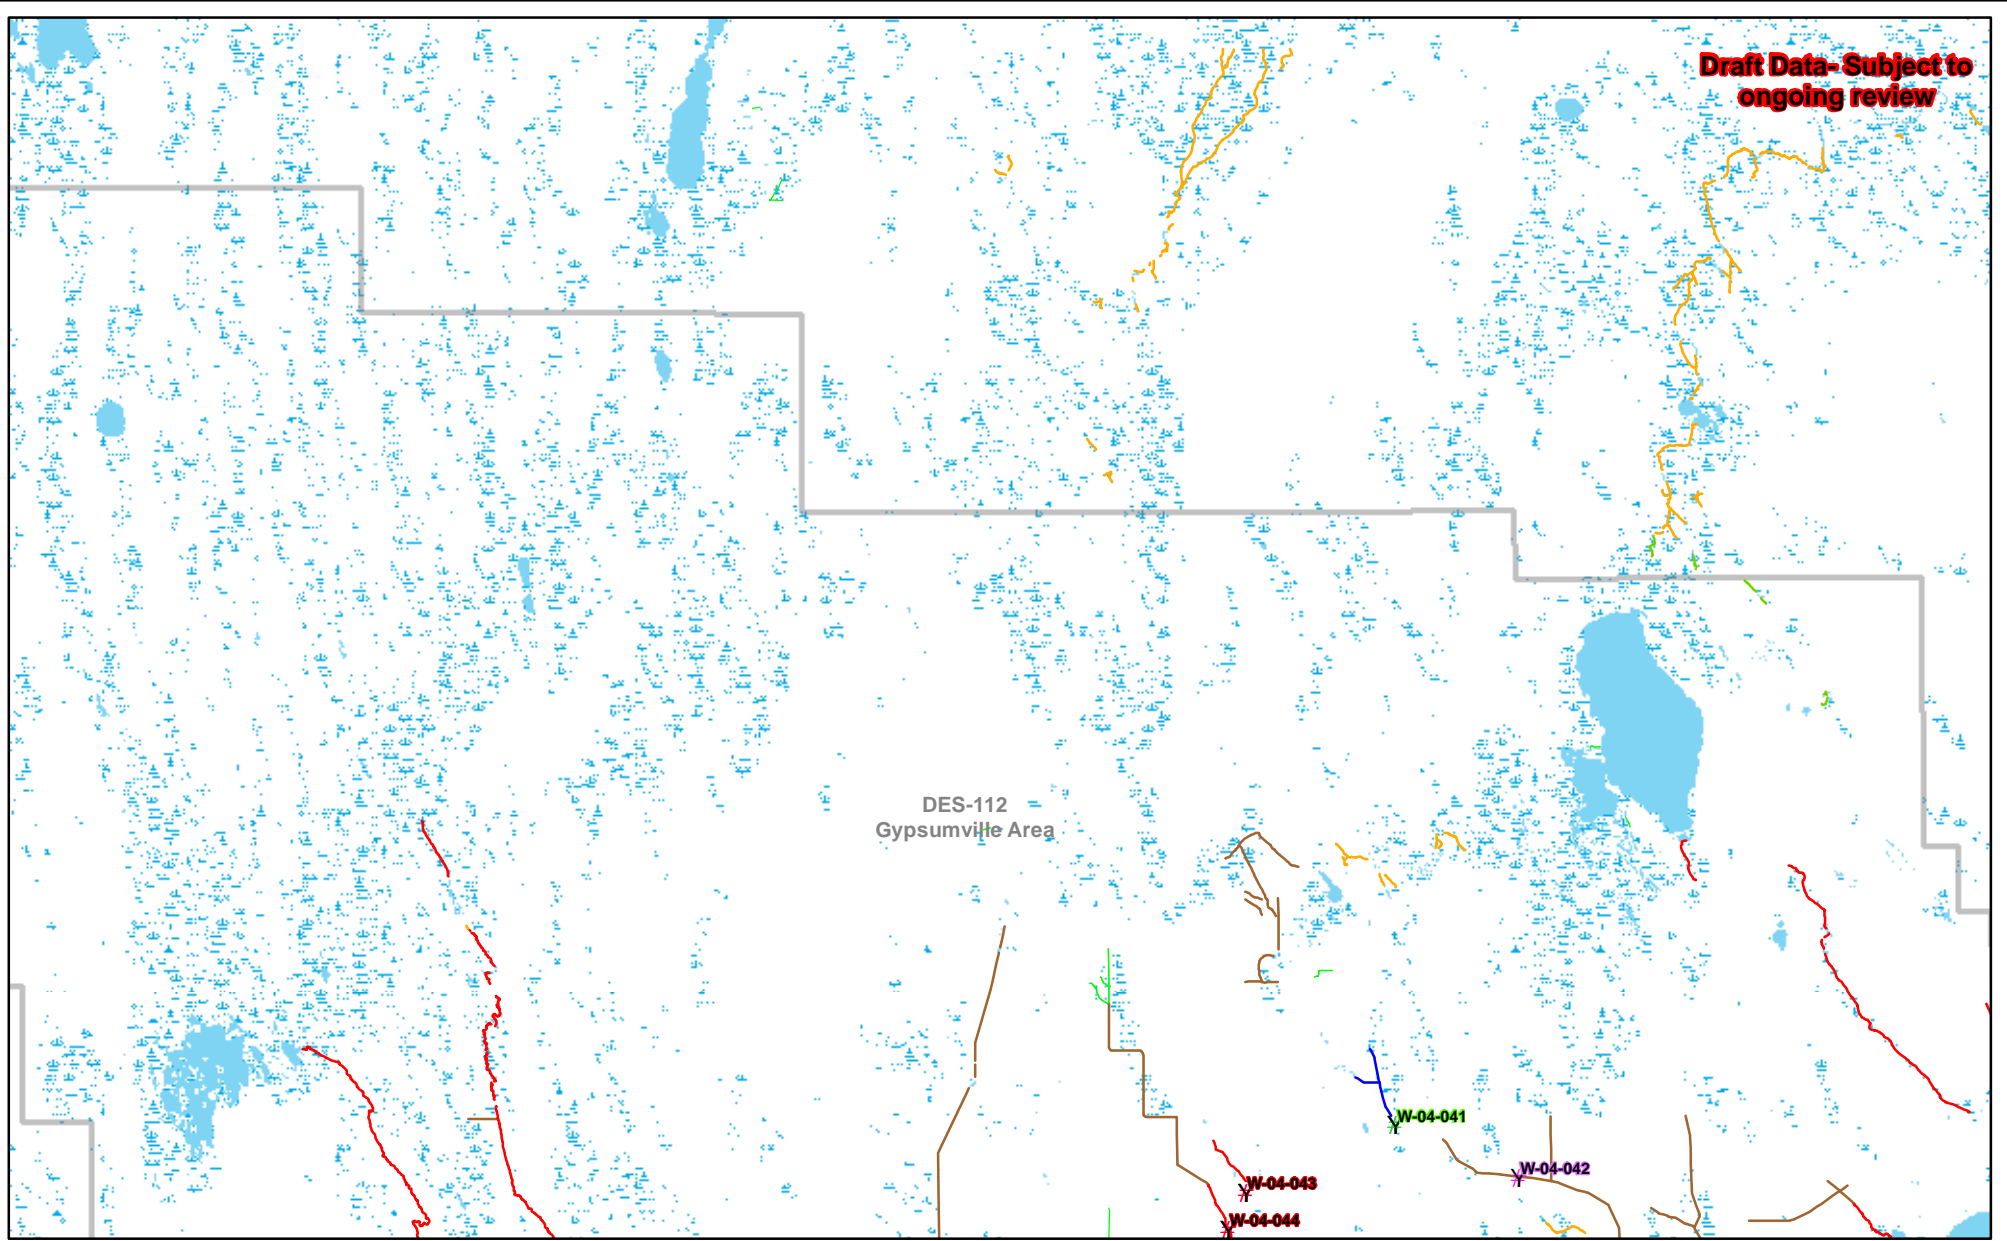 Draft Data- Subject to
ongoing review
DES-112
Gypsumville Area
W-04-041
W-04-042
W-04-043
W-04-044